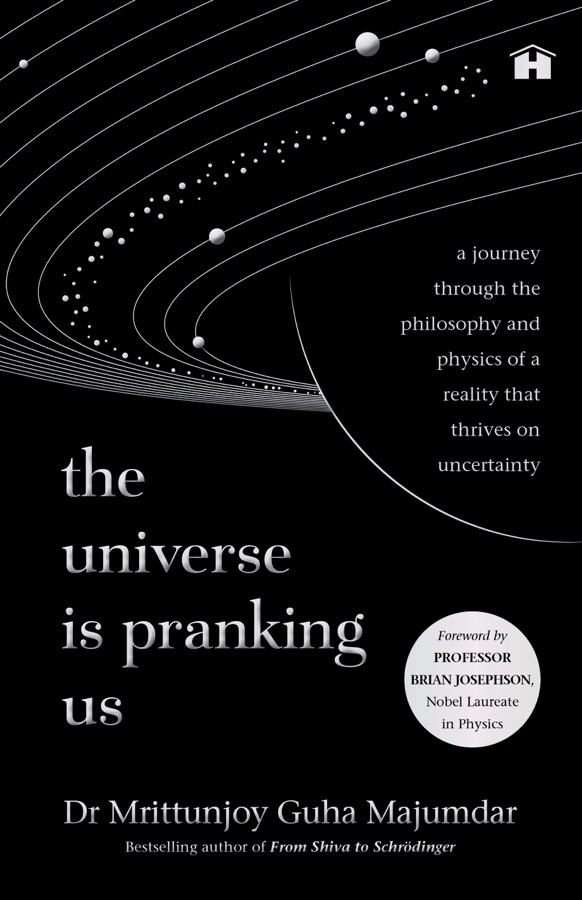 H
a journey
through the
philosophy and
physics of a
reality that
thrives on
uncertainty
the
universe
is pranking
us
Foreword by
PROFESSOR
BRIAN JOSEPHSON,
Nobel Laureate
in Physics
Dr Mrittunjoy Guha Majumdar
Bestselling author of From Shiva to Schrödinger